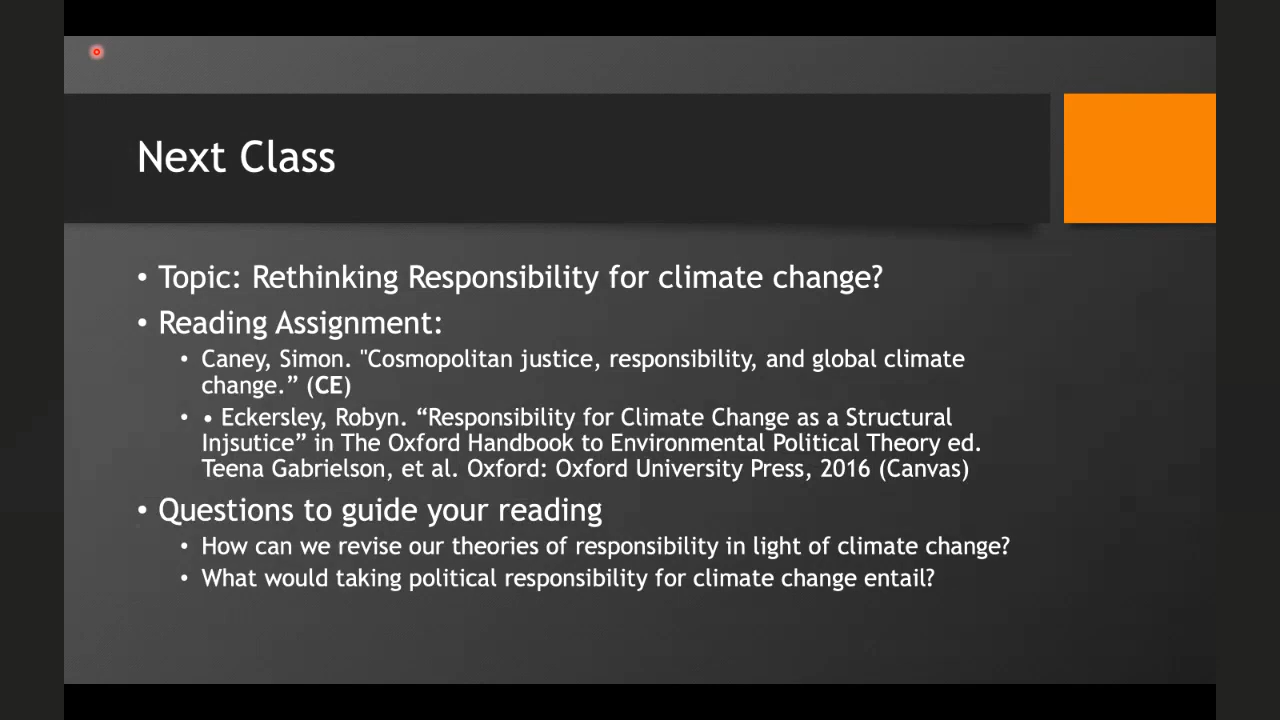 Next Class
• Topic: Rethinking Responsibility for climate change?
• Reading Assignment:
• Caney, Simon. "Cosmopolitan justice, responsibility, and global climate
change.” (CE)
• • Eckersley, Robyn. “Responsibility for Climate Change as a Structural
Injsutice” in The Oxford Handbook to Environmental Political Theory ed.
Teena Gabrielson, et al. Oxford: Oxford University Press, 2016 (Canvas)
• Questions to guide your reading
• How can we revise our theories of responsibility in light of climate change?
• What would taking political responsibility for climate change entail?